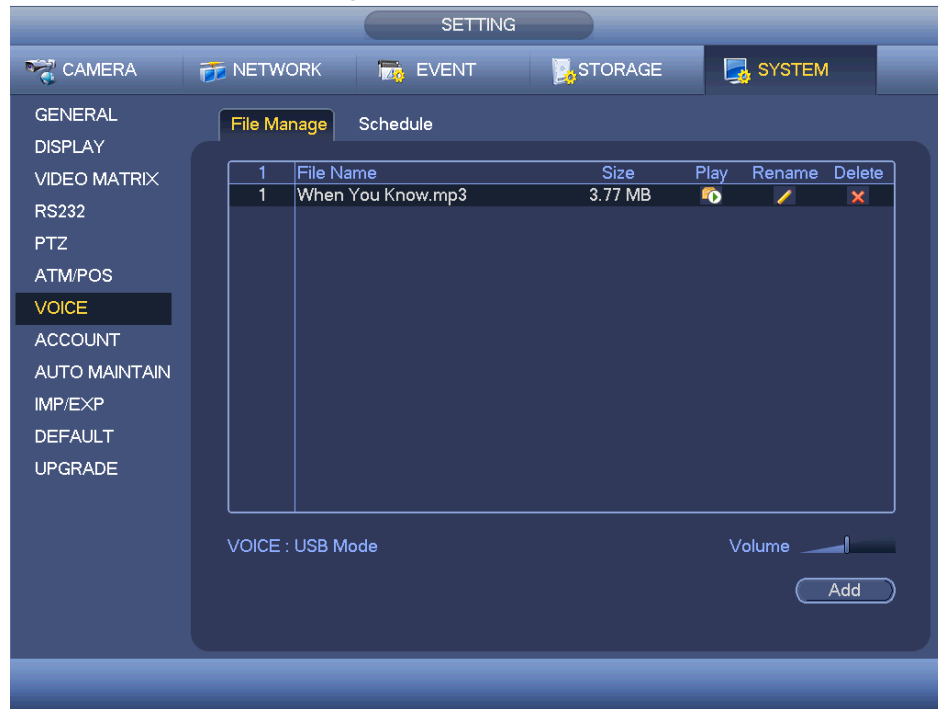 SETTING
CAMERA NETWORK EVENT STORAGE SYSTEM
GENERAL
DISPLAY
VIDEO MATRIX
RS232
PTZ
ATM/POS
VOICE
ACCOUNT
AUTO MAINTAIN
IMP/EXP
DEFAULT
UPGRADE
File Manage Schedule
1 File Name Size Play Rename Delete
1 When You Know.mp3 3.77 MB
VOICE : USB Mode Volume
Add